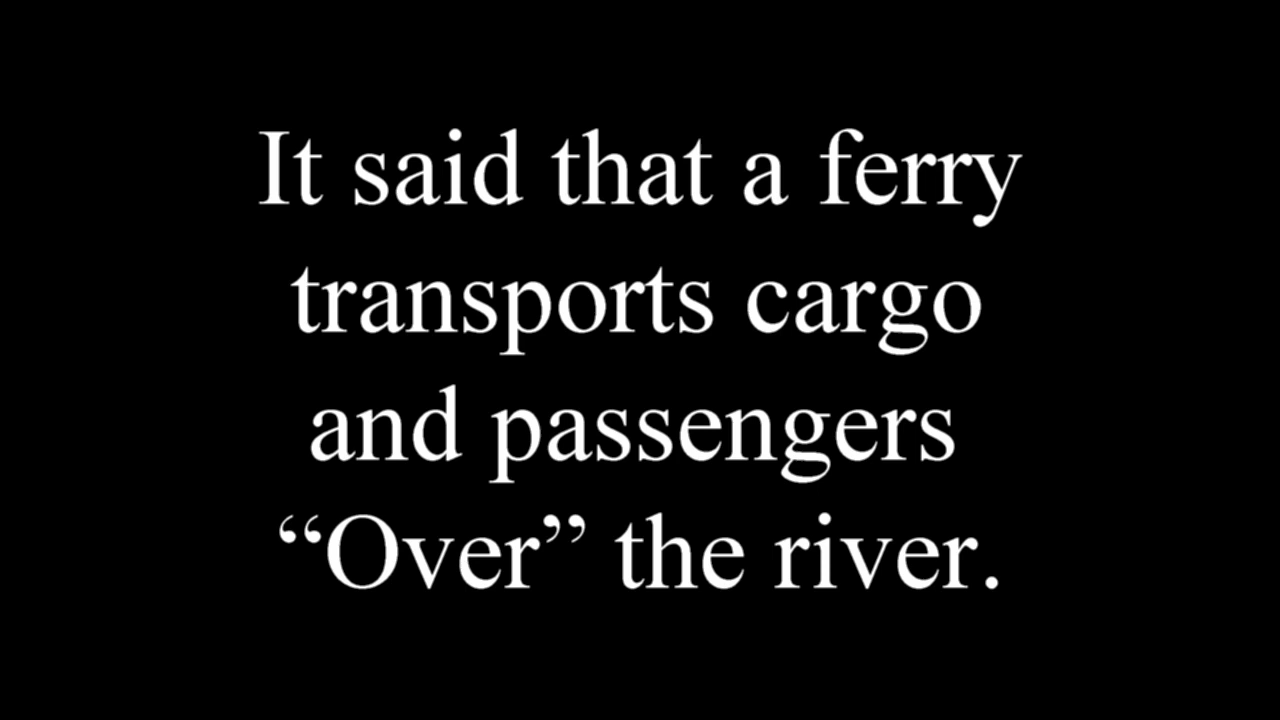 It said that a ferry
transports cargo
and passengers
“Over” the river.